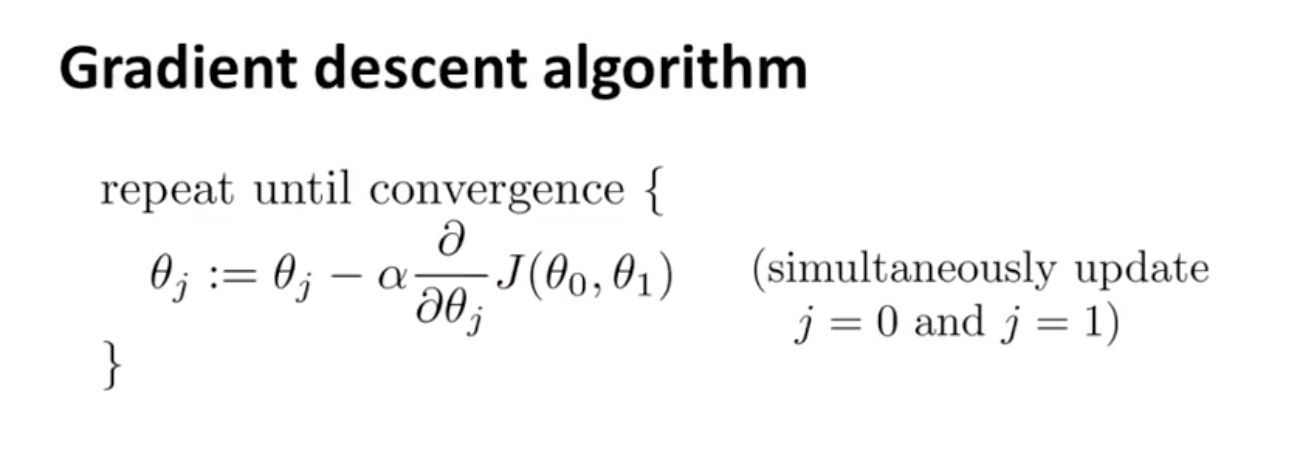 Gradient descent algorithm
repeat until convergence {
θ_j := θ_j − α ∂/∂θ_j J(θ_0, θ_1) (simultaneously update
j = 0 and j = 1)
}